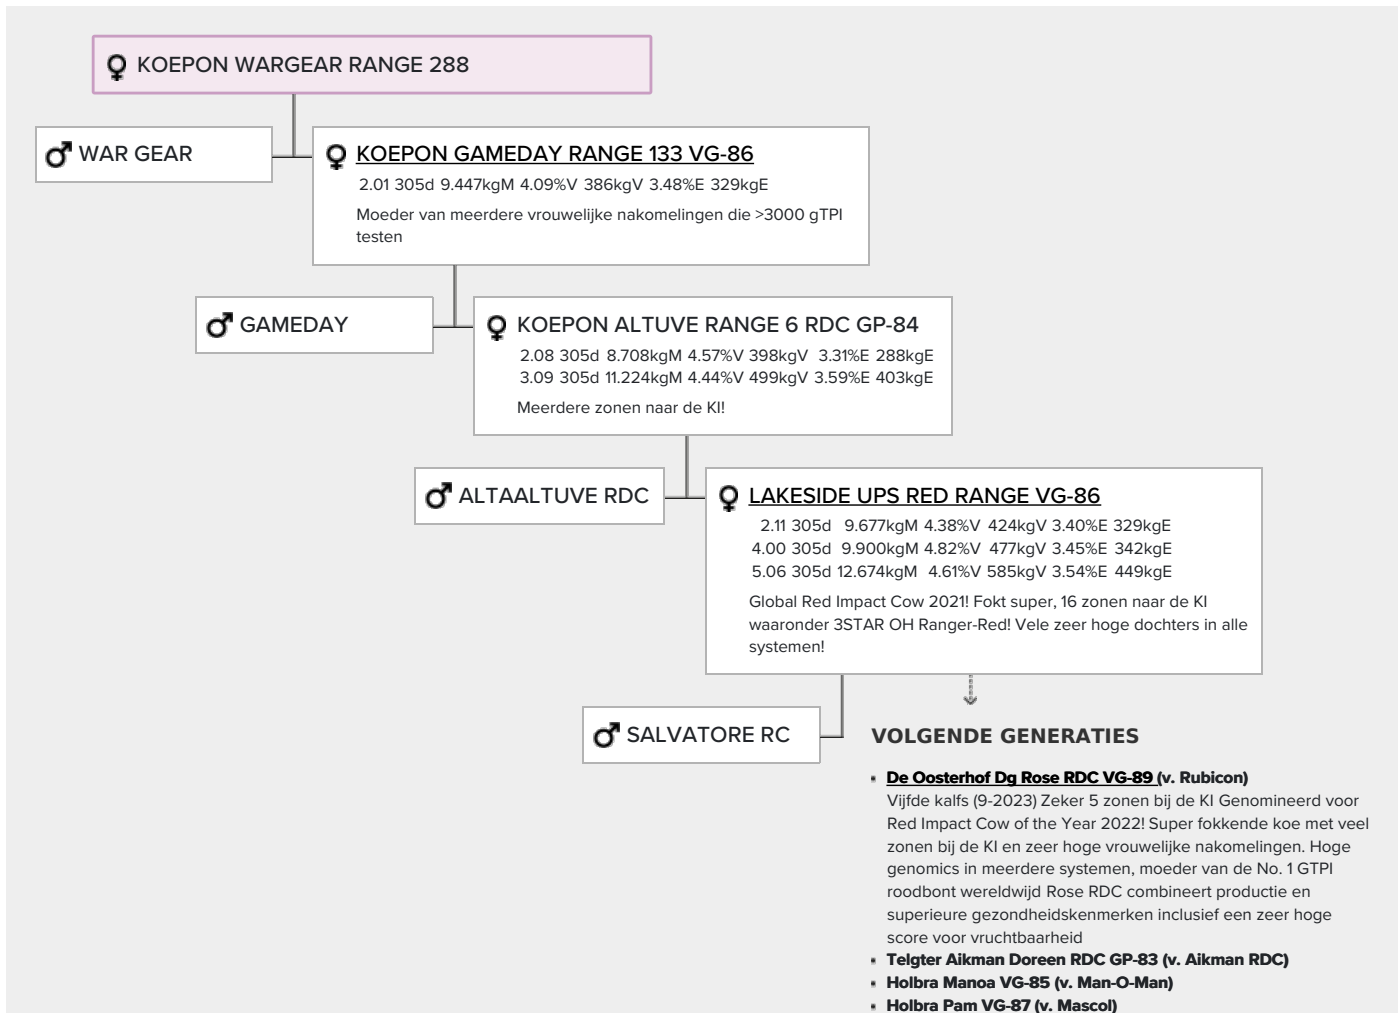 KOEPON WARGEAR RANGE 288
WAR GEAR
KOEPON GAMEDAY RANGE 133 VG-86
2.01 305d 9.447kgM 4.09%V 386kgV 3.48%E 329kgE
Moeder van meerdere vrouwelijke nakomelingen die >3000 gTPI
testen
GAMEDAY
KOEPON ALTUVE RANGE 6 RDC GP-84
2.08 305d 8.708kgM 4.57%V 398kgV 3.31%E 288kgE
3.09 305d 11.224kgM 4.44%V 499kgV 3.59%E 403kgE
Meerdere zonen naar de KI!
ALTAALTUVE RDC
LAKESIDE UPS RED RANGE VG-86
2.11 305d 9.677kgM 4.38%V 424kgV 3.40%E 329kgE
4.00 305d 9.900kgM 4.82%V 477kgV 3.45%E 342kgE
5.06 305d 12.674kgM 4.61%V 585kgV 3.54%E 449kgE
Global Red Impact Cow 2021! Fokt super, 16 zonen naar de KI
waaronder 3STAR OH Ranger-Red! Vele zeer hoge dochters in alle
systemen!
SALVATORE RC
VOLGENDE GENERATIES
De Oosterhof Dg Rose RDC VG-89 (v. Rubicon)
Vijfde kalfs (9-2023) Zeker 5 zonen bij de KI Genomineerd voor
Red Impact Cow of the Year 2022! Super fokkende koe met veel
zonen bij de KI en zeer hoge vrouwelijke nakomelingen. Hoge
genomics in meerdere systemen, moeder van de No. 1 GTPI
roodbont wereldwijd Rose RDC combineert productie en
superieure gezondheidskenmerken inclusief een zeer hoge
score voor vruchtbaarheid
Telgter Aikman Doreen RDC GP-83 (v. Aikman RDC)
Holbra Manoa VG-85 (v. Man-O-Man)
Holbra Pam VG-87 (v. Mascol)